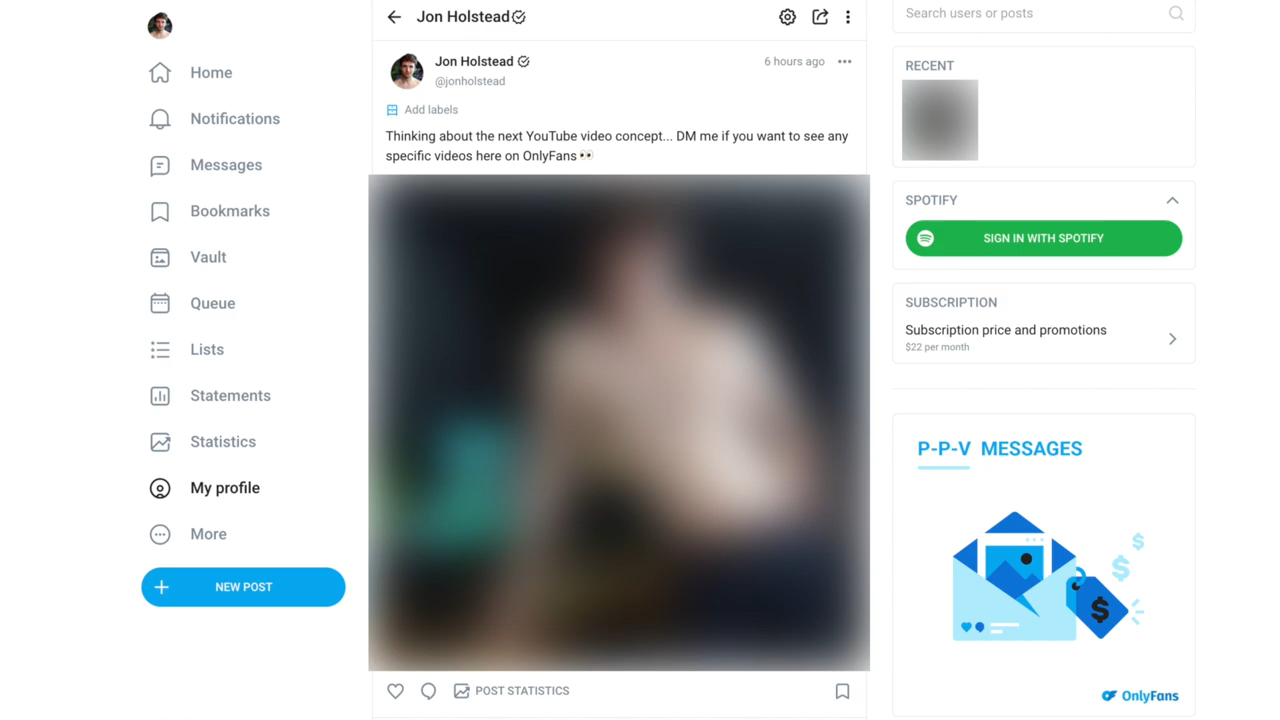 Home
Notifications
Messages
Bookmarks
Vault
Queue
Lists
Statements
Statistics
My profile
More
NEW POST
Jon Holstead
Jon Holstead
6 hours ago
@jonholstead
Add labels
Thinking about the next YouTube video concept... DM me if you want to see any
specific videos here on OnlyFans 👀
POST STATISTICS
Search users or posts
RECENT
SPOTIFY
SIGN IN WITH SPOTIFY
SUBSCRIPTION
Subscription price and promotions
$22 per month
P-P-V MESSAGES
$
$
$
OnlyFans